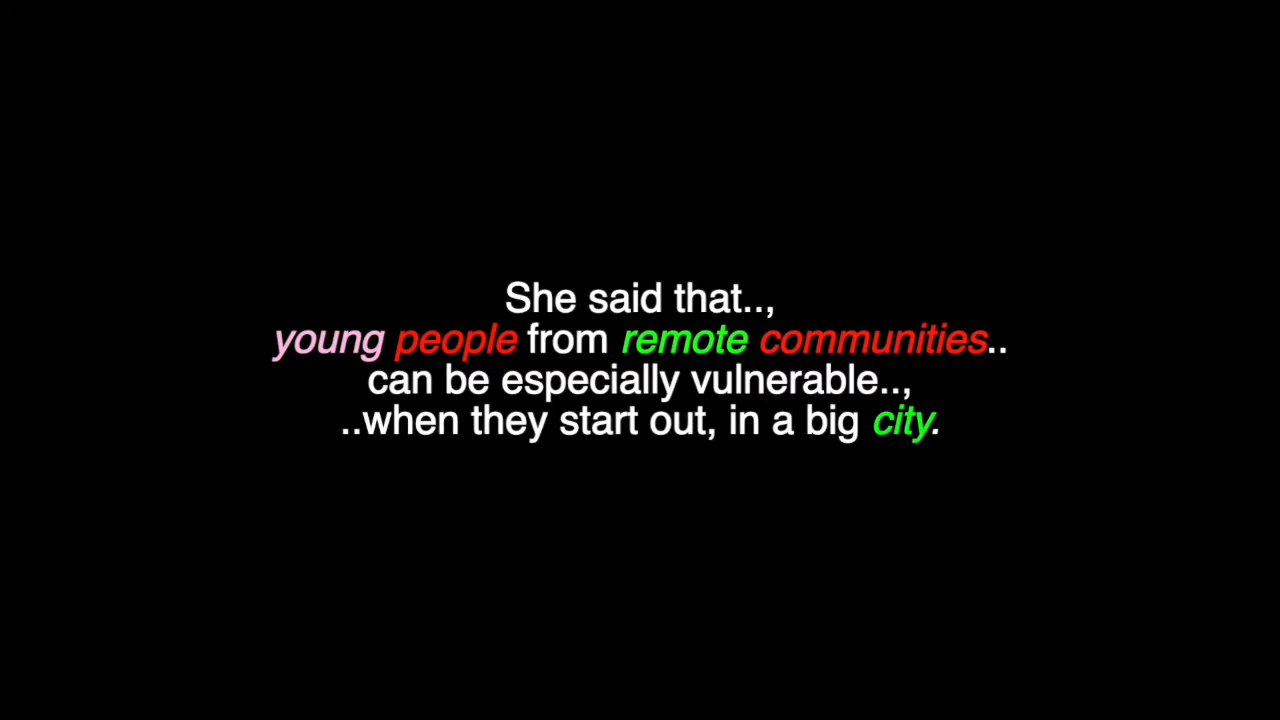 She said that..,
young people from remote communities..
can be especially vulnerable..,
..when they start out, in a big city.